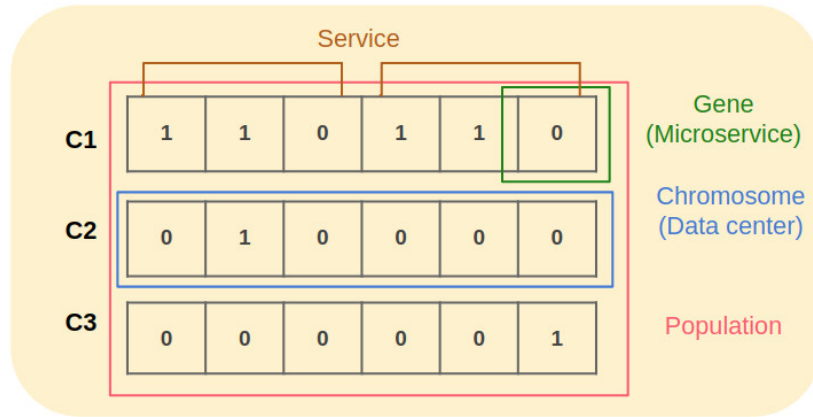 Service
C1 1 1 0 1 1 0
Gene
(Microservice)
C2 0 1 0 0 0 0
Chromosome
(Data center)
C3 0 0 0 0 0 1
Population